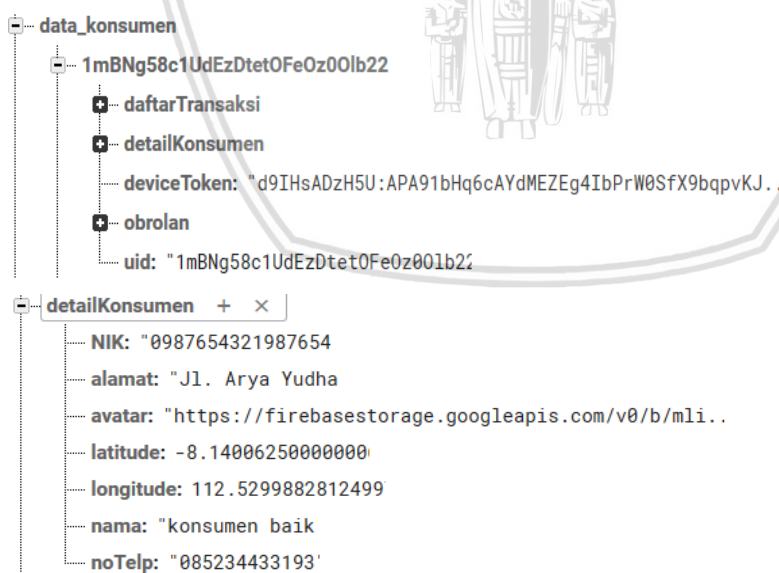 data_konsumen
1mBNg58c1UdEzDtetOFeOz0Olb22
daftarTransaksi
detailKonsumen
deviceToken: "d9IHsADzH5U:APA91bHq6cAYdMEZEg4IbPrW0SfX9bqpvKJ..
obrolan
uid: "1mBNg58c1UdEzDtetOFeOz0Olb22
detailKonsumen + ×
NIK: "0987654321987654
alamat: "Jl. Arya Yudha
avatar: "https://firebasestorage.googleapis.com/v0/b/mli..
latitude: -8.14006250000000
longitude: 112.5299882812499
nama: "konsumen baik
noTelp: "085234433193"